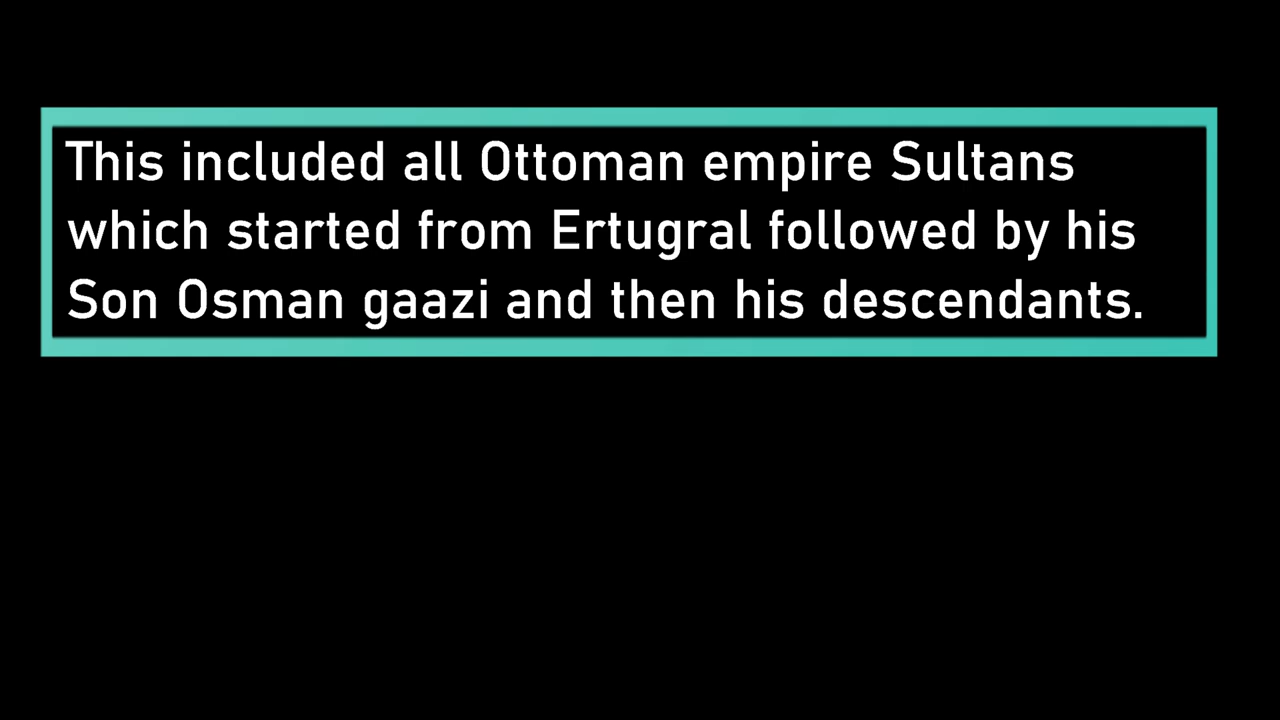 This included all Ottoman empire Sultans
which started from Ertugral followed by his
Son Osman gaazi and then his descendants.